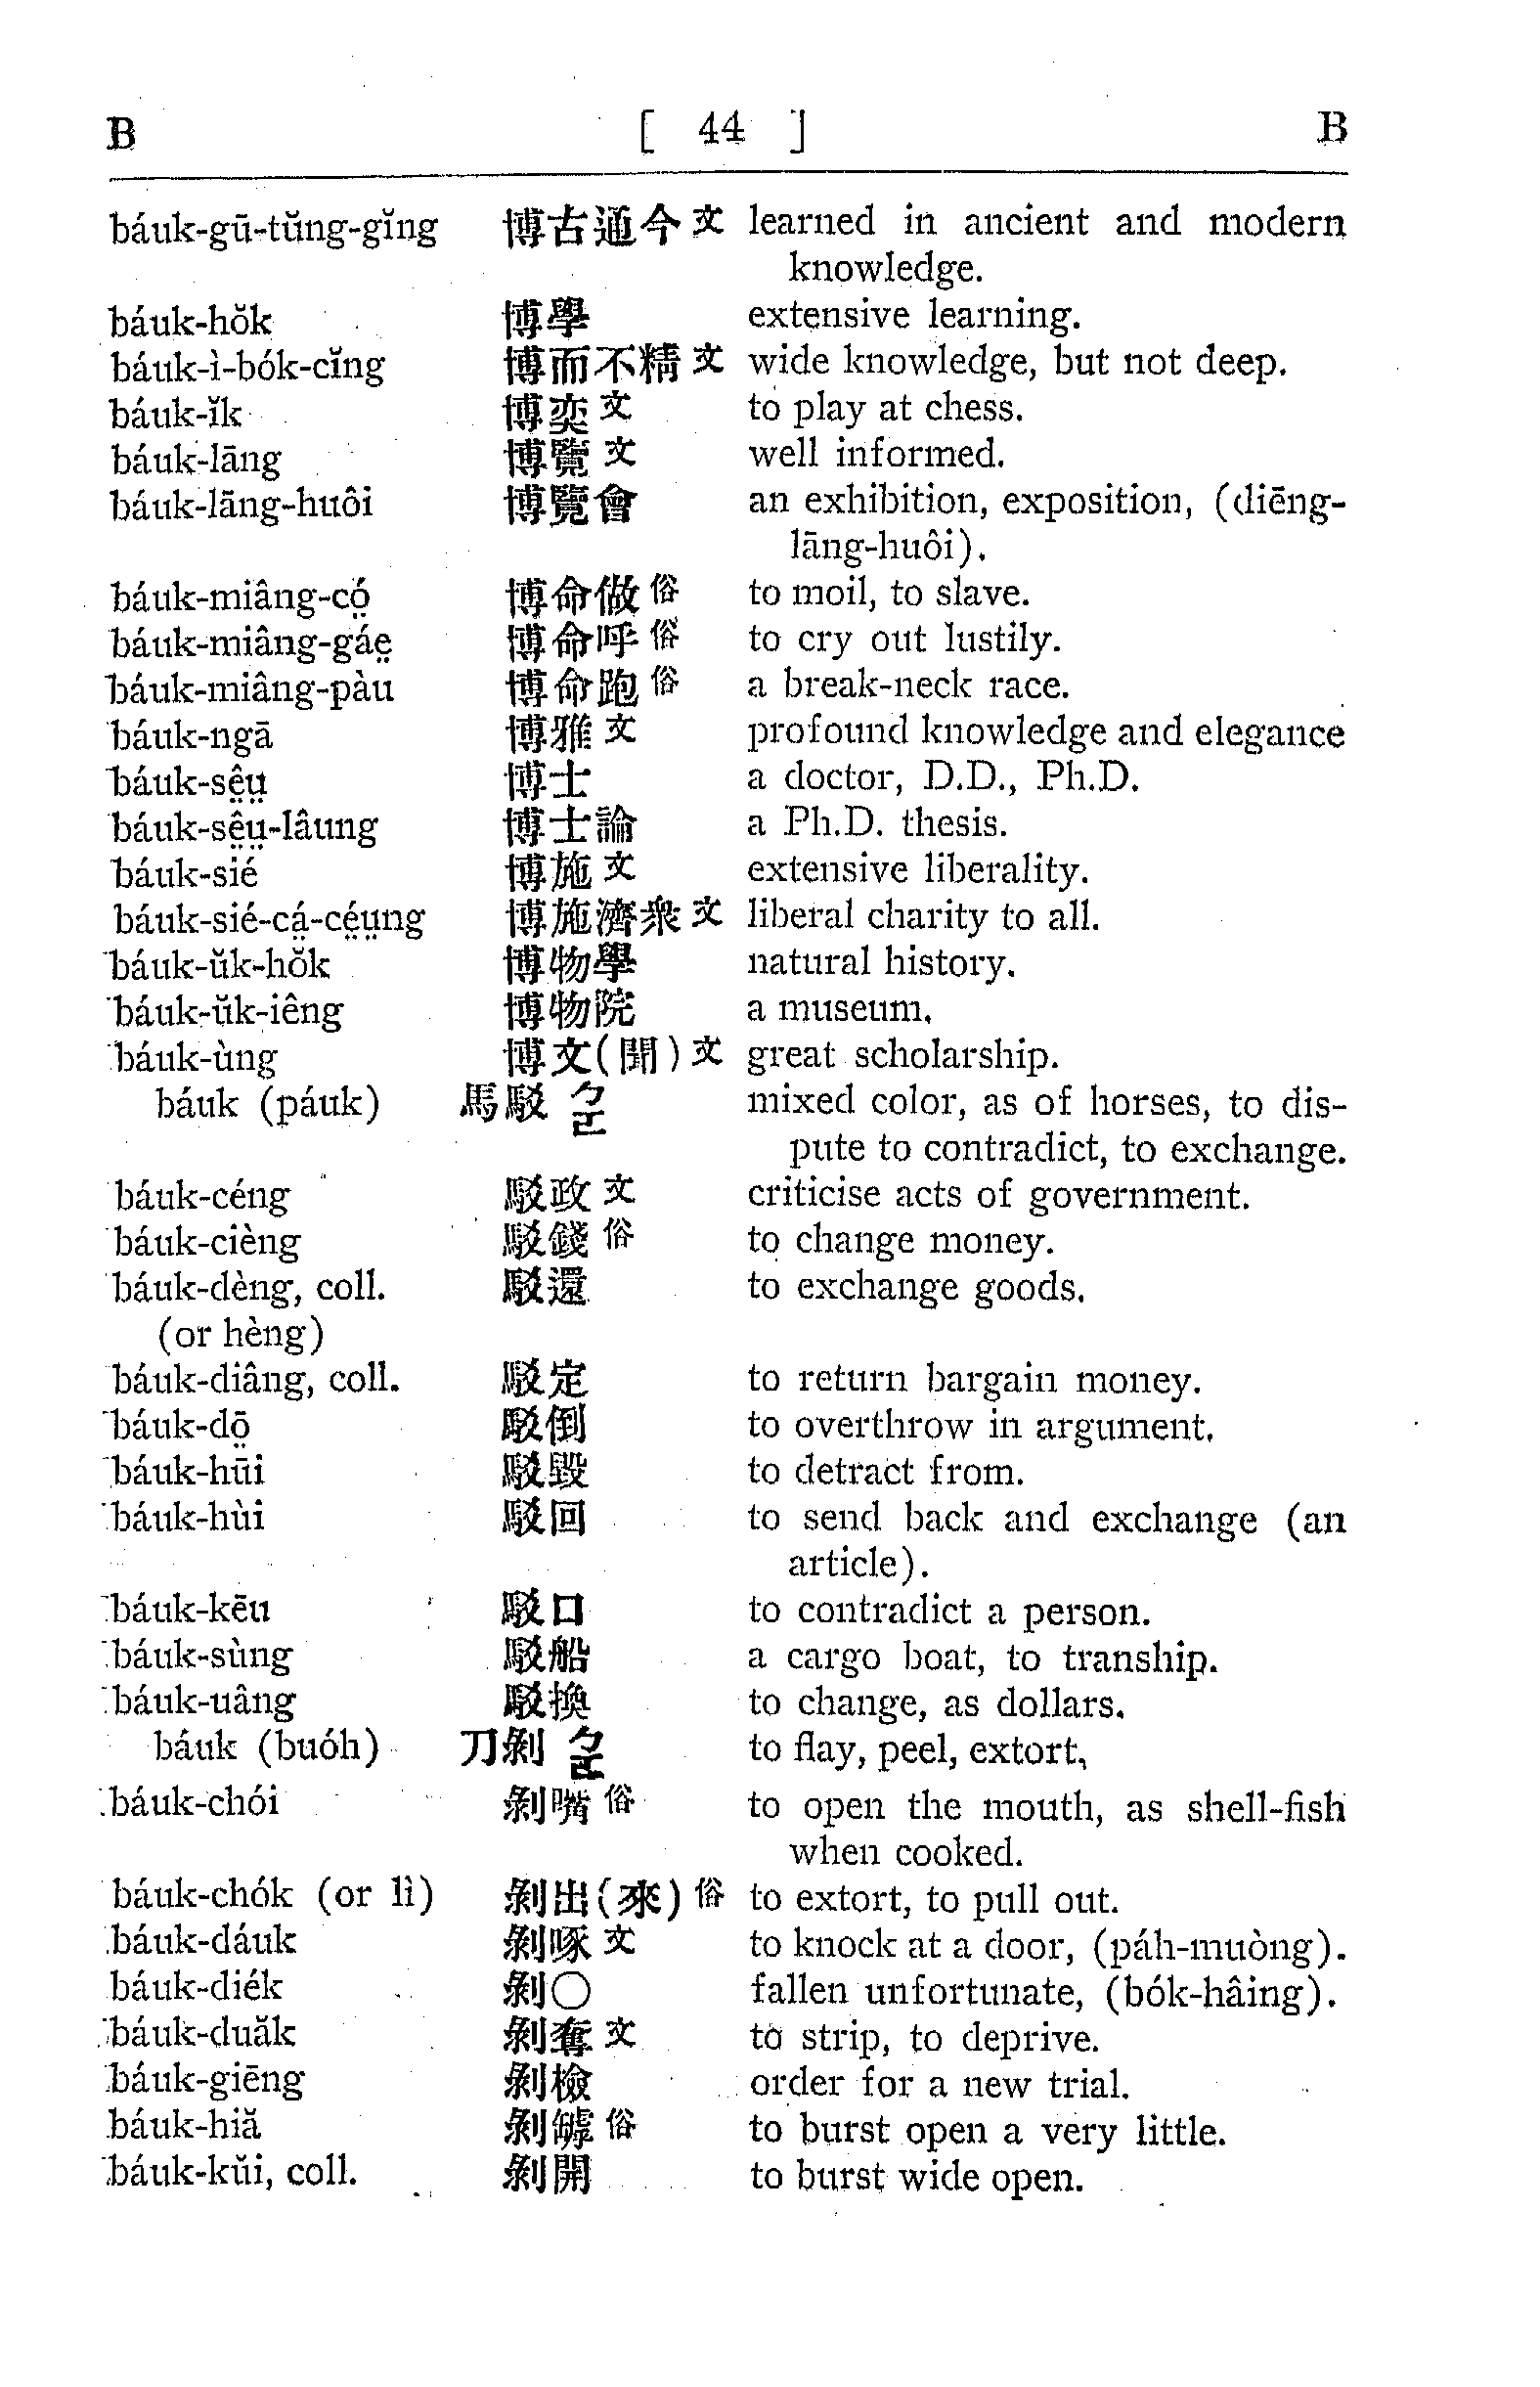 B [ 44 ] B
báuk-gū-tŭng-gĭng 博古通今文 learned in ancient and modern
knowledge.
báuk-hŏk 博學 extensive learning.
báuk-ì-bók-cĭng 博而不精文 wide knowledge, but not deep.
báuk-ĭk 博奕文 to play at chess.
báuk-lāng 博覽文 well informed.
báuk-lāng-huôi 博覽會 an exhibition, exposition, (diēng-
lāng-huôi).
báuk-miâng-có̤ 博命做俗 to moil, to slave.
báuk-miâng-gáe̤ 博命呼俗 to cry out lustily.
báuk-miâng-pàu 博命跑俗 a break-neck race.
báuk-ngā 博雅文 profound knowledge and elegance
báuk-sê̤ṳ 博士 a doctor, D.D., Ph.D.
báuk-sê̤ṳ-lâung 博士論 a Ph.D. thesis.
báuk-sié 博施文 extensive liberality.
báuk-sié-cá̤-cé̤ṳng 博施濟衆文 liberal charity to all.
báuk-ŭk-hŏk 博物學 natural history.
báuk-ŭk-iêng 博物院 a museum.
báuk-ùng 博文(聞)文 great scholarship.
báuk (páuk) 馬駁 mixed color, as of horses, to dis-
pute to contradict, to exchange.
báuk-céng 駁政文 criticise acts of government.
báuk-cièng 駁錢俗 to change money.
báuk-dèng, coll. 駁還 to exchange goods.
(or hèng)
báuk-diâng, coll. 駁定 to return bargain money.
báuk-dō̤ 駁倒 to overthrow in argument.
báuk-hūi 駁毀 to detract from.
báuk-hùi 駁回 to send back and exchange (an
article).
báuk-kēu 駁口 to contradict a person.
báuk-sùng 駁船 a cargo boat, to tranship.
báuk-uâng 駁換 to change, as dollars.
báuk (buóh) 刀剝 to flay, peel, extort,
báuk-chói 剝嘴俗 to open the mouth, as shell-fish
when cooked.
báuk-chók (or lì) 剝出(來)俗 to extort, to pull out.
báuk-dáuk 剝啄文 to knock at a door, (páh-muòng).
báuk-diék 剝〇 fallen unfortunate, (bók-hâing).
báuk-duăk 剝奪文 to strip, to deprive.
báuk-giēng 剝檢 order for a new trial.
báuk-hiă 剝罅俗 to burst open a very little.
báuk-kŭi, coll. 剝開 to burst wide open.